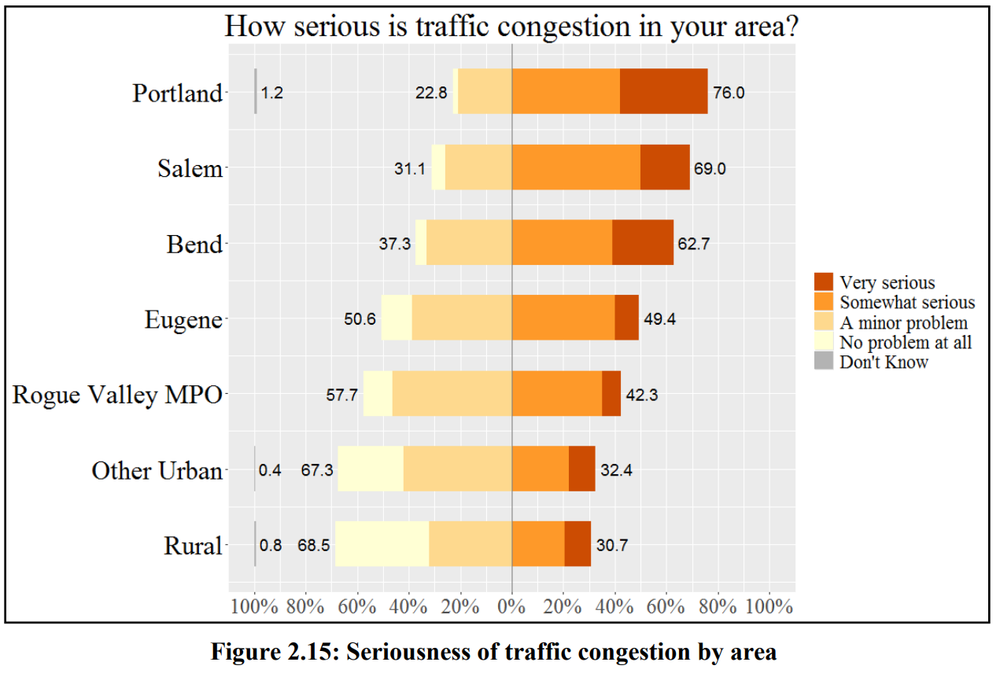 How serious is traffic congestion in your area?
Portland 1.2 22.8 76.0
Salem 31.1 69.0
Bend 37.3 62.7
Eugene 50.6 49.4
Rogue Valley MPO 57.7 42.3
Other Urban 0.4 67.3 32.4
Rural 0.8 68.5 30.7
100% 80% 60% 40% 20% 0% 20% 40% 60% 80% 100%
Very serious
Somewhat serious
A minor problem
No problem at all
Don't Know
Figure 2.15: Seriousness of traffic congestion by area